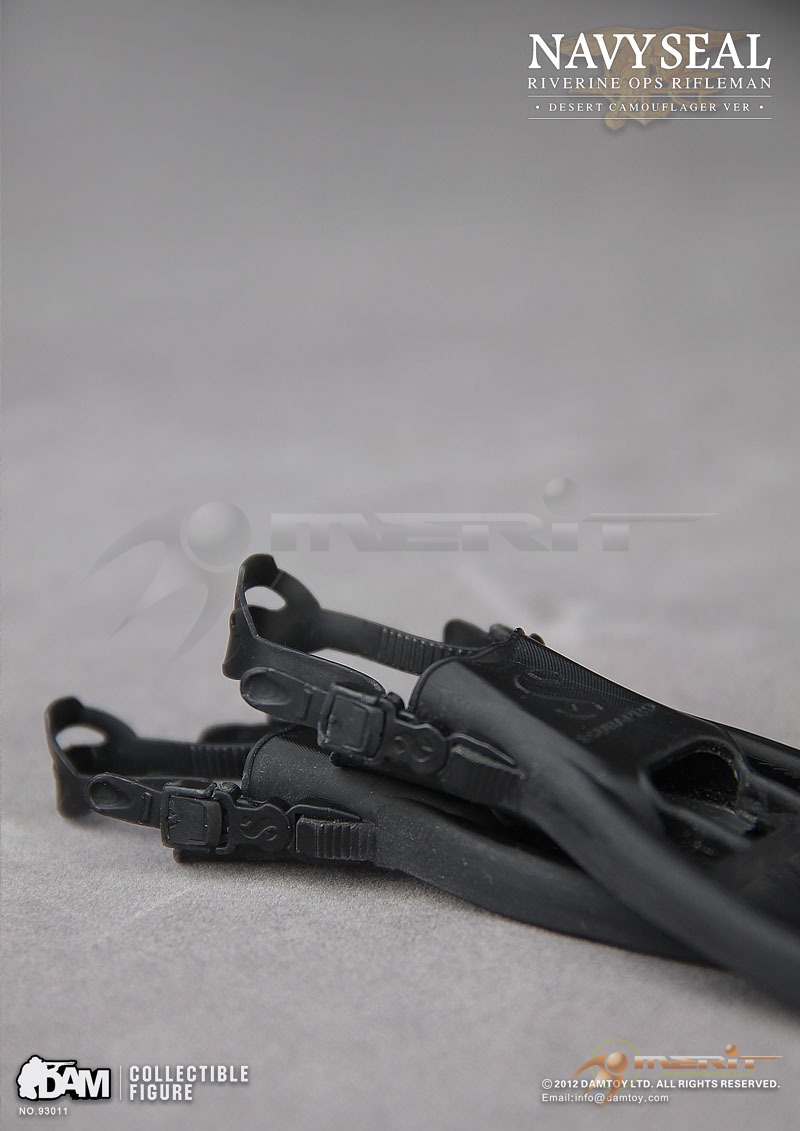 NAVY SEAL
RIVERINE OPS RIFLEMAN
• DESERT CAMOUFLAGER VER •
MERIT
SCUBAPRO
DAM
COLLECTIBLE
FIGURE
NO.93011
MERIT
© 2012 DAMTOY LTD. ALL RIGHTS RESERVED.
Email:info@damtoy.com